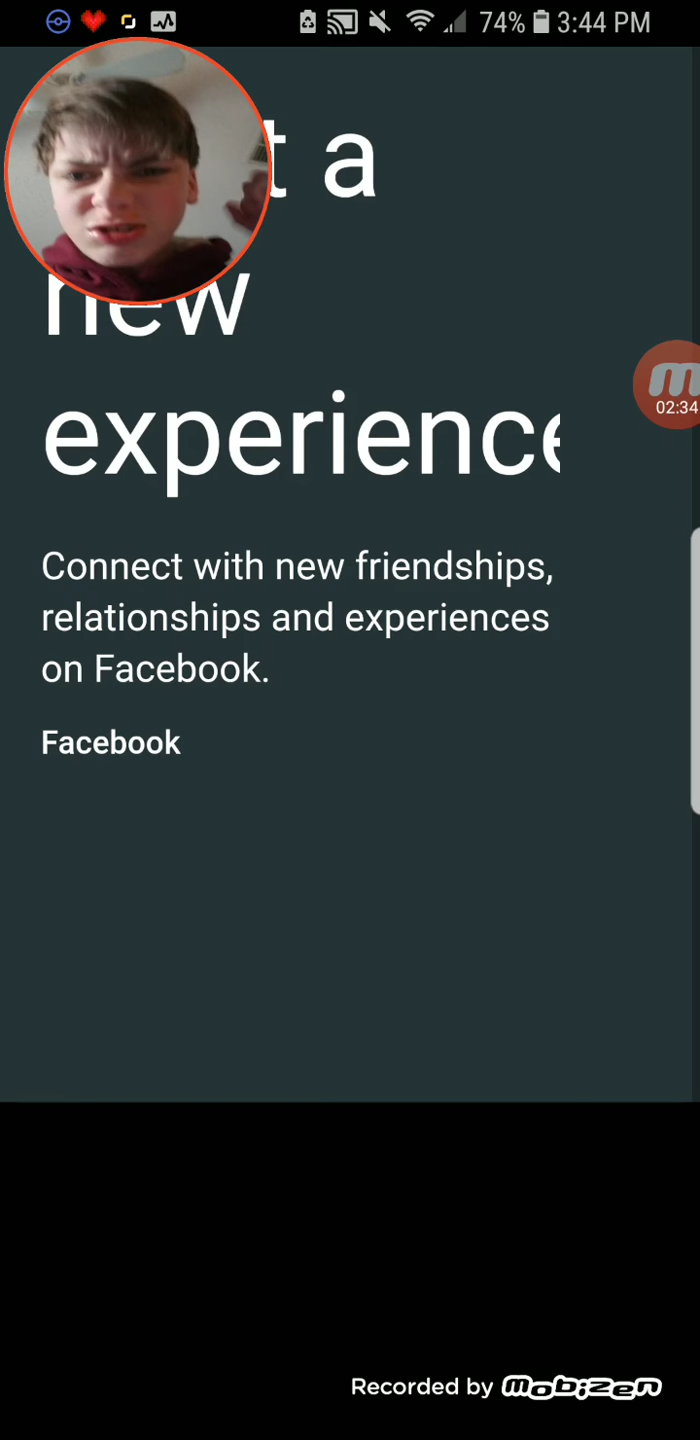 74% 3:44 PM
a
new
experience
02:34
Connect with new friendships,
relationships and experiences
on Facebook.
Facebook
Recorded by mobizen